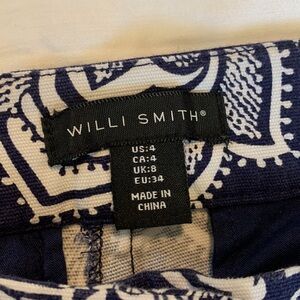 WILLI SMITH®
US:4
CA:4
UK:8
EU:34
MADE IN
CHINA